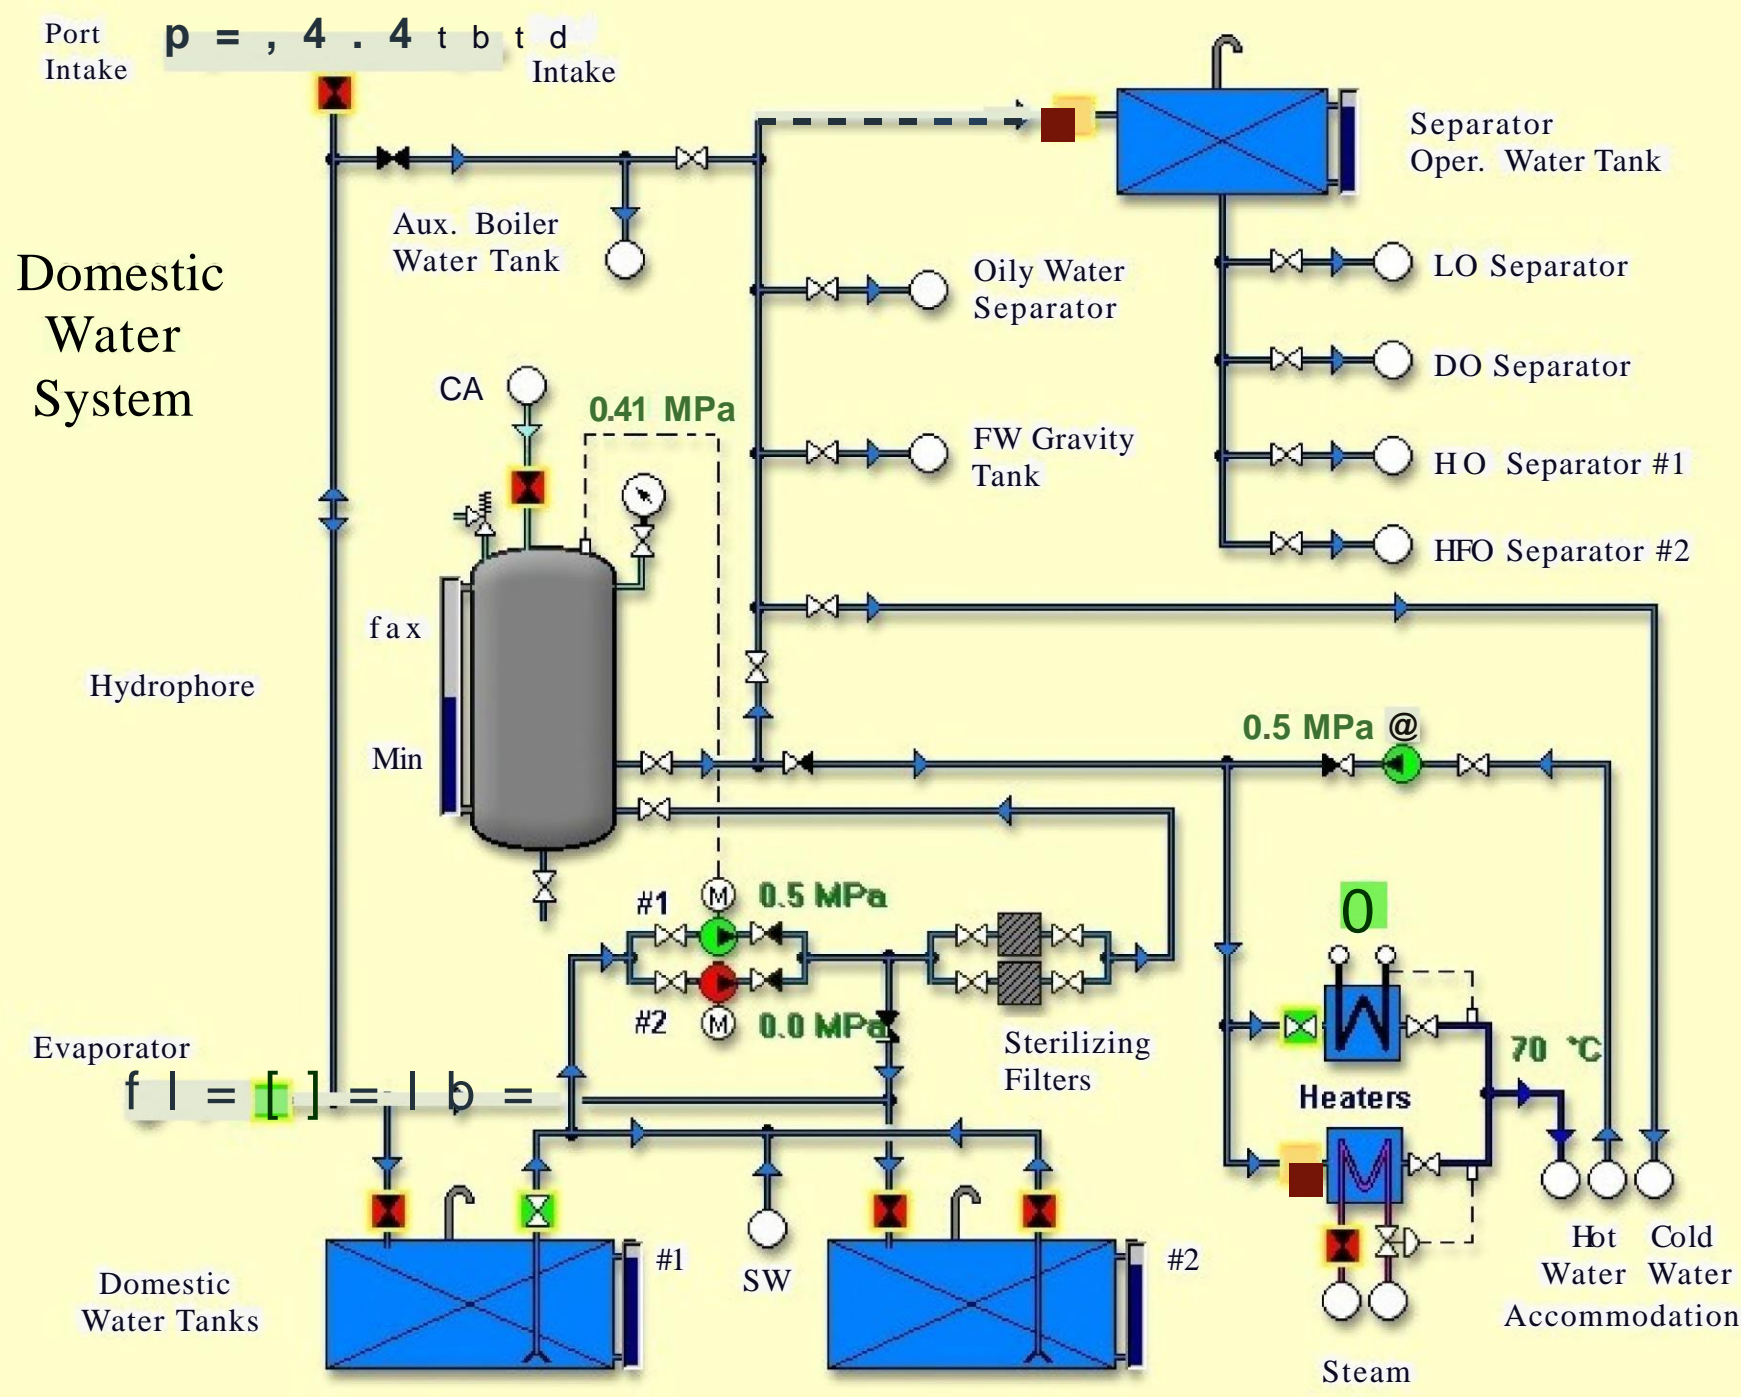 Port
Intake
p = , 4 . 4 t b t d
Intake
Separator
Oper. Water Tank
Aux. Boiler
Water Tank
Domestic
Water
System
Oily Water
Separator
LO Separator
DO Separator
CA
0.41 MPa
FW Gravity
Tank
HO Separator #1
HFO Separator #2
fax
Hydrophore
Min
0.5 MPa @
#1
M
0.5 MPa
0
#2
M
0.0 MPa
Sterilizing
Filters
70 °C
Evaporator
f l = [ ] = l b =
Heaters
#1
#2
SW
Domestic
Water Tanks
Hot
Water
Cold
Water
Accommodation
Steam